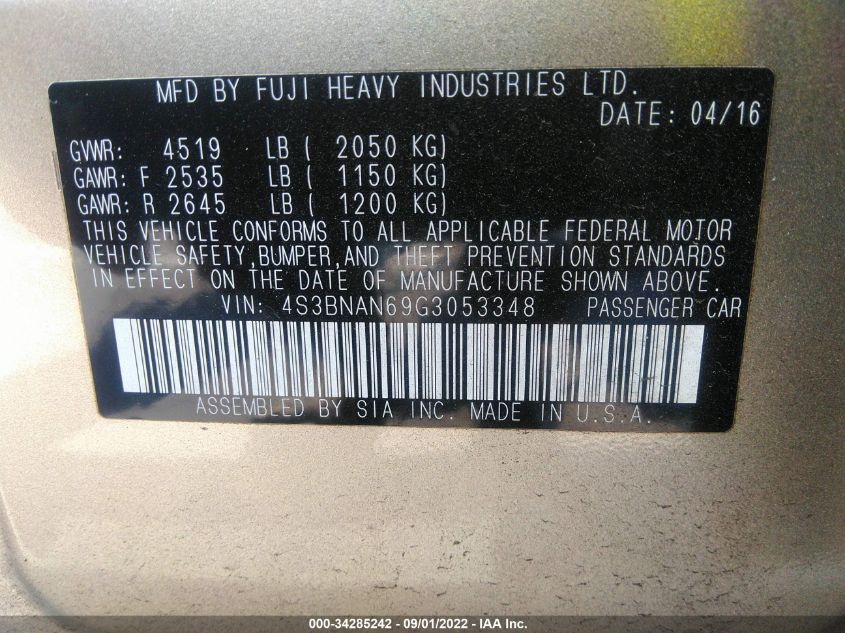 MFD BY FUJI HEAVY INDUSTRIES LTD.
DATE: 04/16
GVWR: 4519 LB ( 2050 KG)
GAWR: F 2535 LB ( 1150 KG)
GAWR: R 2645 LB ( 1200 KG)
THIS VEHICLE CONFORMS TO ALL APPLICABLE FEDERAL MOTOR
VEHICLE SAFETY,BUMPER,AND THEFT PREVENTION STANDARDS
IN EFFECT ON THE DATE OF MANUFACTURE SHOWN ABOVE.
VIN: 4S3BNAN69G3053348 PASSENGER CAR
ASSEMBLED BY SIA INC. MADE IN U.S.A.
000-34285242 - 09/01/2022 - IAA Inc.